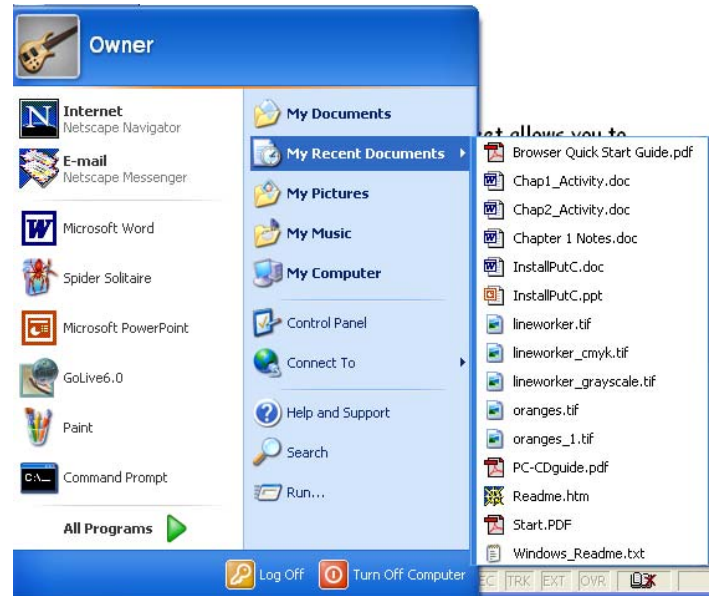 Owner
Internet
Netscape Navigator
E-mail
Netscape Messenger
Microsoft Word
Spider Solitaire
Microsoft PowerPoint
GoLive6.0
Paint
Command Prompt
All Programs
My Documents
My Recent Documents
My Pictures
My Music
My Computer
Control Panel
Connect To
Help and Support
Search
Run...
Log Off
Turn Off Computer
allows you to
Browser Quick Start Guide.pdf
Chap1_Activity.doc
Chap2_Activity.doc
Chapter 1 Notes.doc
InstallPutC.doc
InstallPutC.ppt
lineworker.tif
lineworker_cmyk.tif
lineworker_grayscale.tif
oranges.tif
oranges_1.tif
PC-CDguide.pdf
Readme.htm
Start.PDF
Windows_Readme.txt
TRK EXT OVR